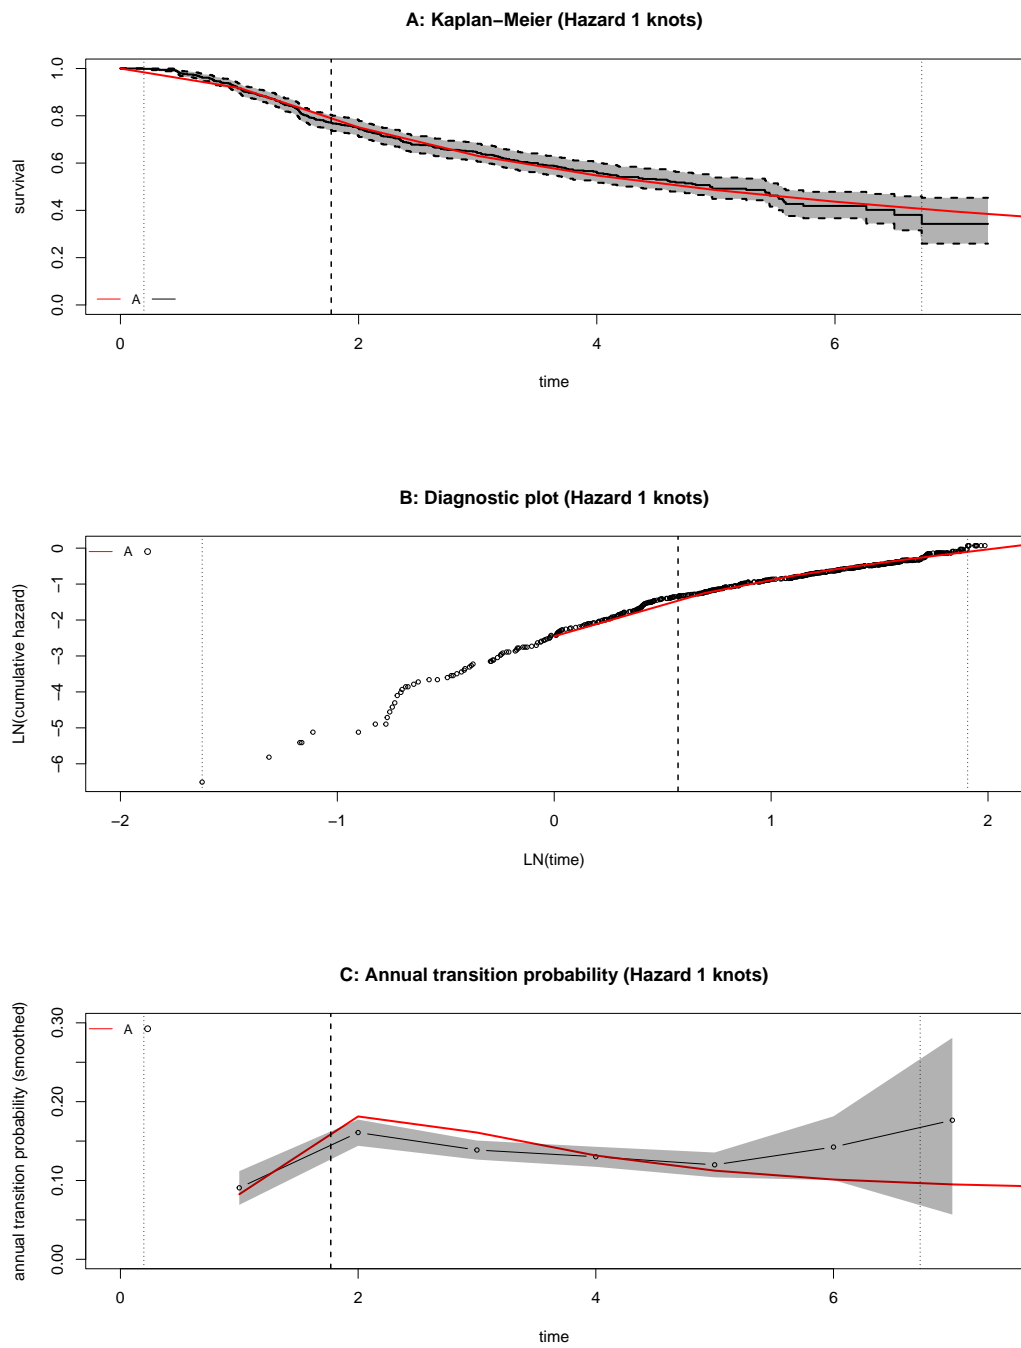 A: Kaplan−Meier (Hazard 1 knots)
survival
1.0
0.8
0.6
0.4
0.2
0.0
A
0 2 4 6
time
B: Diagnostic plot (Hazard 1 knots)
LN(cumulative hazard)
A
0
−1
−2
−3
−4
−5
−6
−2 −1 0 1 2
LN(time)
C: Annual transition probability (Hazard 1 knots)
annual transition probability (smoothed)
A
0.30
0.20
0.10
0.00
0 2 4 6
time